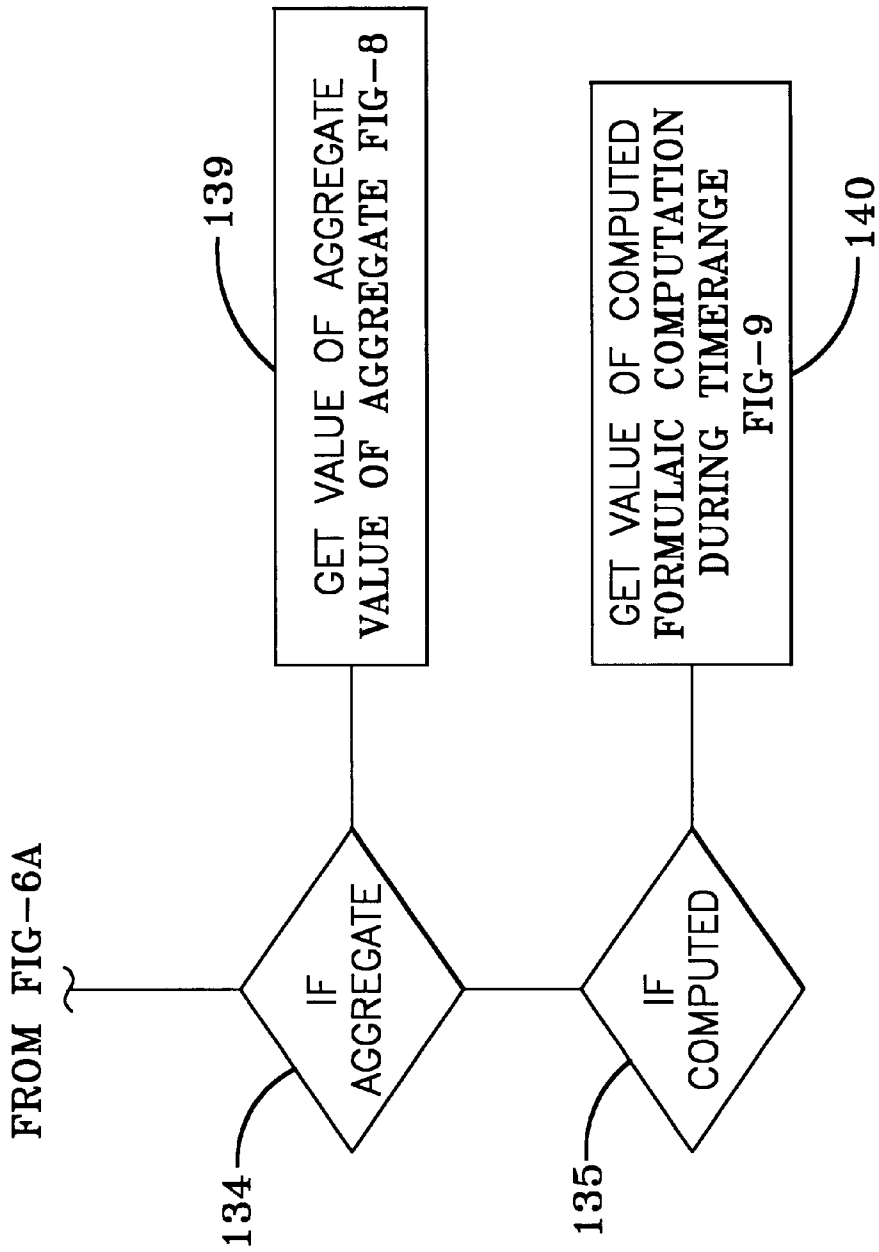 FROM FIG-6A
134
IF
AGGREGATE
139
GET VALUE OF AGGREGATE
VALUE OF AGGREGATE FIG-8
135
IF
COMPUTED
GET VALUE OF COMPUTED
FORMULAIC COMPUTATION
DURING TIMERANGE
FIG-9
140